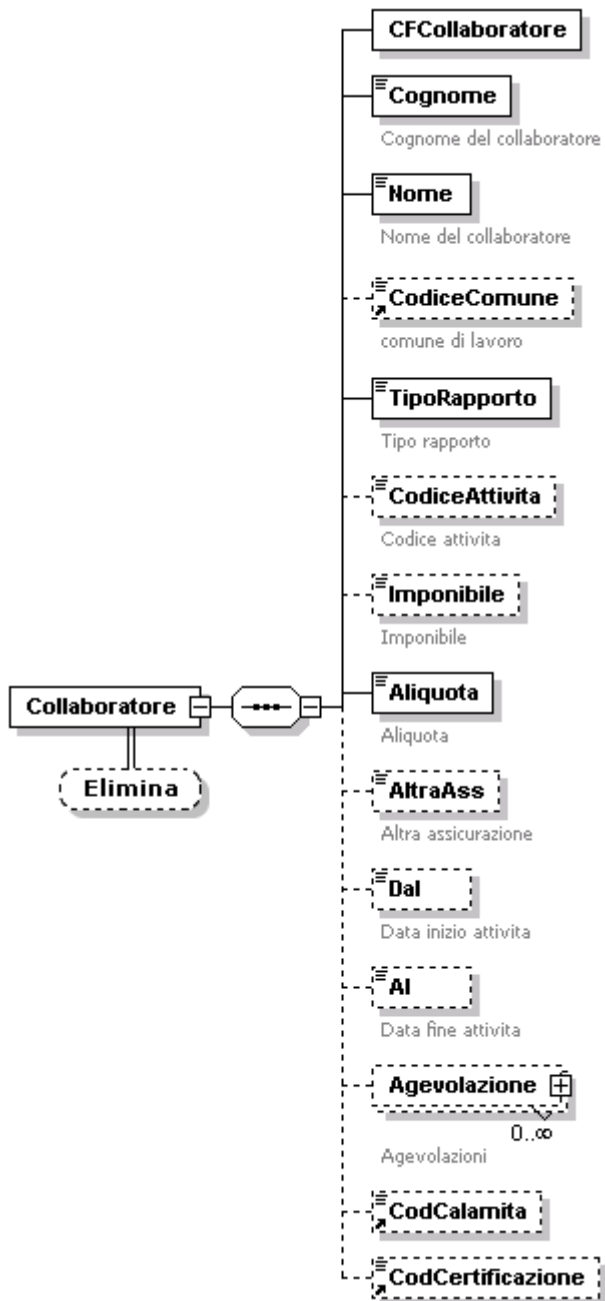 CFCollaboratore
Cognome
Cognome del collaboratore
Nome
Nome del collaboratore
CodiceComune
comune di lavoro
TipoRapporto
Tipo rapporto
CodiceAttivita
Codice attivita
Imponibile
Imponibile
Collaboratore
Elimina
Aliquota
Aliquota
AltraAss
Altra assicurazione
Dal
Data inizio attivita
Al
Data fine attivita
Agevolazione
0..∞
Agevolazioni
CodCalamita
CodCertificazione